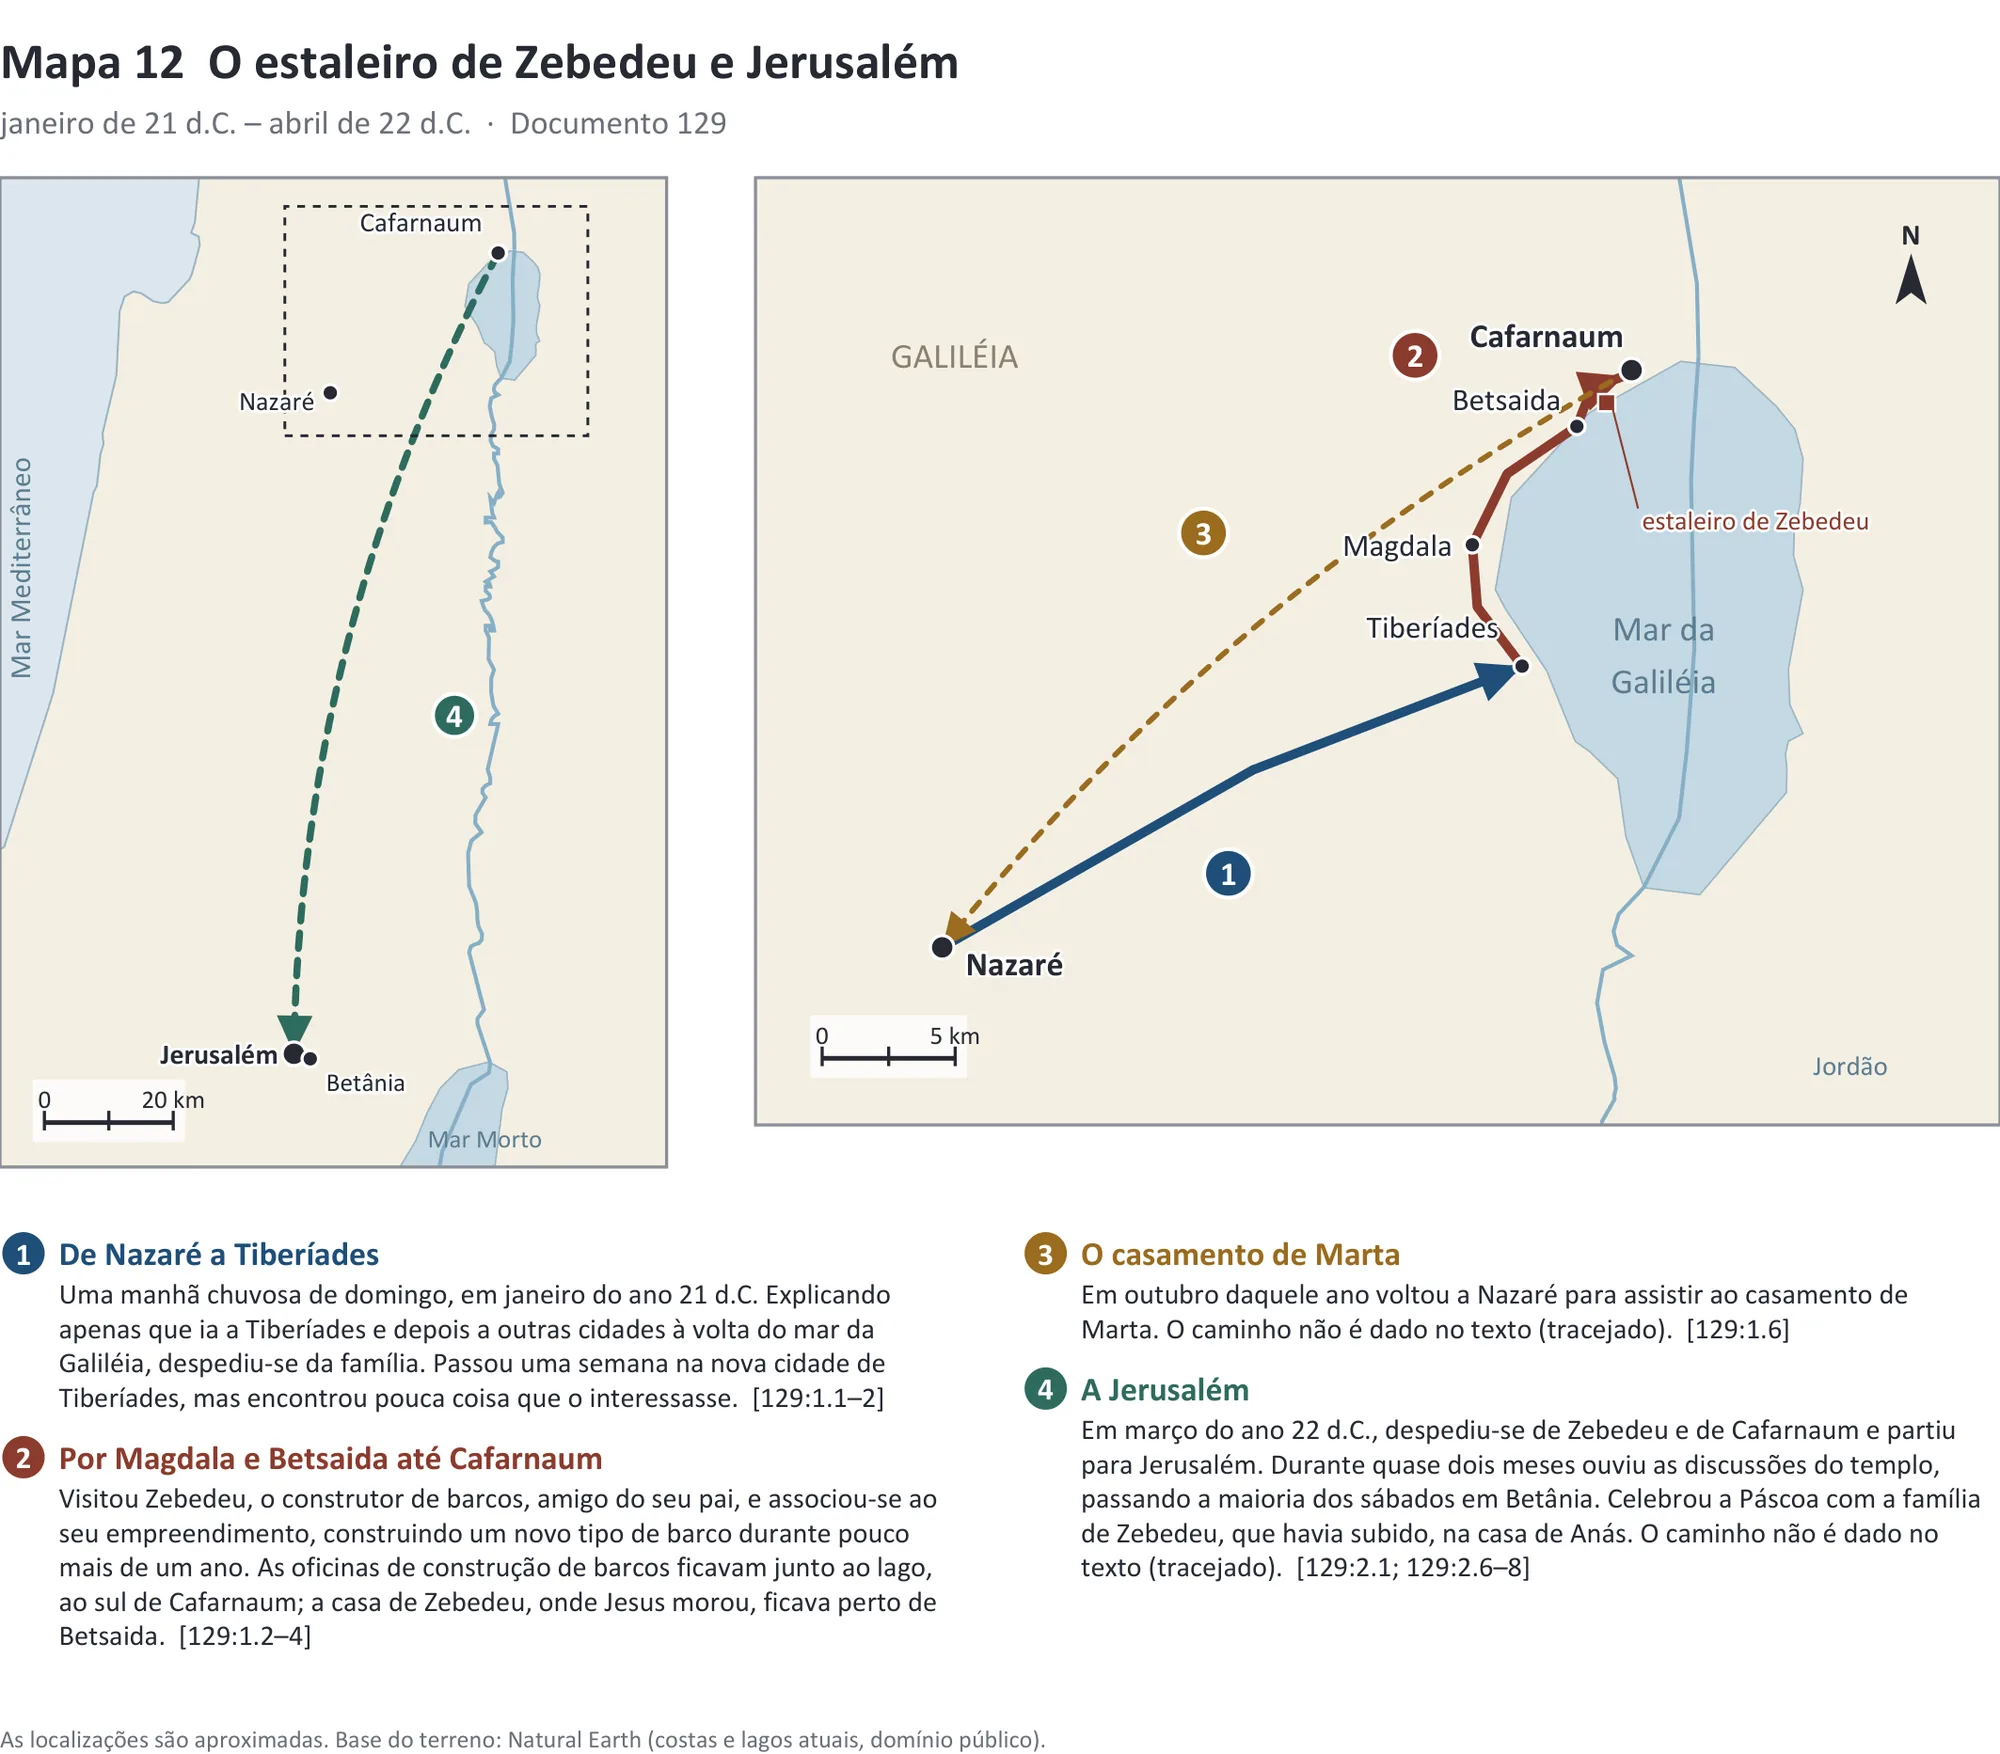 Mapa 12  O estaleiro de Zebedeu e Jerusalém
janeiro de 21 d.C. – abril de 22 d.C.  ·  Documento 129
Cafarnaum
Nazaré
Mar Mediterrâneo
4
Jerusalém
Betânia
0 20 km
Mar Morto
N
GALILÉIA
2
Cafarnaum
Betsaida
3
estaleiro de Zebedeu
Magdala
Tiberíades
Mar da
Galiléia
1
Nazaré
0 5 km
Jordão
1 De Nazaré a Tiberíades
Uma manhã chuvosa de domingo, em janeiro do ano 21 d.C. Explicando
apenas que ia a Tiberíades e depois a outras cidades à volta do mar da
Galiléia, despediu-se da família. Passou uma semana na nova cidade de
Tiberíades, mas encontrou pouca coisa que o interessasse.  [129:1.1–2]
2 Por Magdala e Betsaida até Cafarnaum
Visitou Zebedeu, o construtor de barcos, amigo do seu pai, e associou-se ao
seu empreendimento, construindo um novo tipo de barco durante pouco
mais de um ano. As oficinas de construção de barcos ficavam junto ao lago,
ao sul de Cafarnaum; a casa de Zebedeu, onde Jesus morou, ficava perto de
Betsaida.  [129:1.2–4]
3 O casamento de Marta
Em outubro daquele ano voltou a Nazaré para assistir ao casamento de
Marta. O caminho não é dado no texto (tracejado).  [129:1.6]
4 A Jerusalém
Em março do ano 22 d.C., despediu-se de Zebedeu e de Cafarnaum e partiu
para Jerusalém. Durante quase dois meses ouviu as discussões do templo,
passando a maioria dos sábados em Betânia. Celebrou a Páscoa com a família
de Zebedeu, que havia subido, na casa de Anás. O caminho não é dado no
texto (tracejado).  [129:2.1; 129:2.6–8]
As localizações são aproximadas. Base do terreno: Natural Earth (costas e lagos atuais, domínio público).